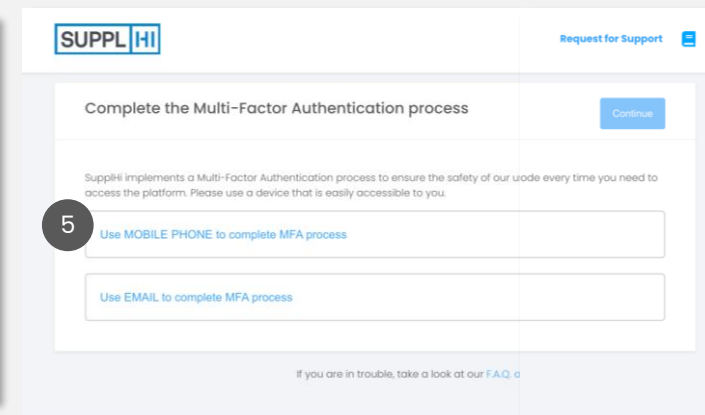 SUPPLHI
Request for Support
Complete the Multi-Factor Authentication process
Continue
SupplHi implements a Multi-Factor Authentication process to ensure the safety of our uode every time you need to
access the platform. Please use a device that is easily accessible to you.
5
Use MOBILE PHONE to complete MFA process
Use EMAIL to complete MFA process
If you are in trouble, take a look at our F.A.Q. o